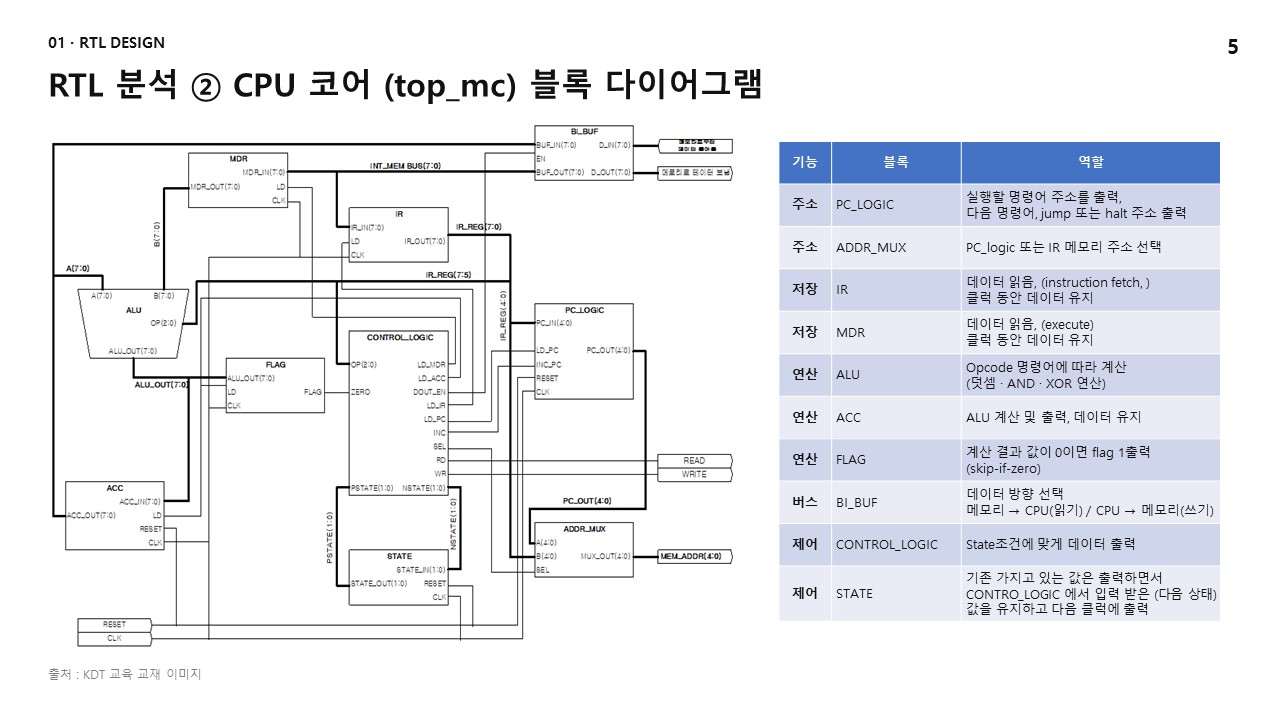 01 · RTL DESIGN
5
RTL 분석 ② CPU 코어 (top_mc) 블록 다이어그램
BI_BUF
BUF_IN(7:0)
D_IN(7:0)
EN
BUF_OUT(7:0)
D_OUT(7:0)
MDR
MDR_IN(7:0)
MDR_OUT(7:0)
LD
CLK
INT_MEM BUS(7:0)
IR
IR_IN(7:0)
LD
IR_OUT(7:0)
CLK
IR_REG(7:0)
B(7:0)
A(7:0)
IR_REG(7:5)
IR_REG(4:0)
A(7:0)
B(7:0)
ALU
OP(2:0)
ALU_OUT(7:0)
ALU_OUT(7:0)
FLAG
ALU_OUT(7:0)
LD
FLAG
CLK
CONTROL_LOGIC
OP(2:0)
LD_MDR
LD_ACC
ZERO
DOUT_EN
LD_IR
LD_PC
INC
SEL
RD
WR
PSTATE(1:0)
NSTATE(1:0)
PC_LOGIC
PC_IN(4:0)
LD_PC
PC_OUT(4:0)
INC_PC
RESET
CLK
READ
WRITE
ACC
ACC_IN(7:0)
ACC_OUT(7:0)
LD
RESET
CLK
PSTATE(1:0)
NSTATE(1:0)
STATE
STATE_IN(1:0)
STATE_OUT(1:0)
RESET
CLK
PC_OUT(4:0)
ADDR_MUX
A(4:0)
B(4:0)
MUX_OUT(4:0)
SEL
MEM_ADDR(4:0)
RESET
CLK
기능 블록 역할
주소 PC_LOGIC 실행할 명령어 주소를 출력,
다음 명령어, jump 또는 halt 주소 출력
주소 ADDR_MUX PC_logic 또는 IR 메모리 주소 선택
저장 IR 데이터 읽음, (instruction fetch, )
클럭 동안 데이터 유지
저장 MDR 데이터 읽음, (execute)
클럭 동안 데이터 유지
연산 ALU Opcode 명령어에 따라 계산
(덧셈 · AND · XOR 연산)
연산 ACC ALU 계산 및 출력, 데이터 유지
연산 FLAG 계산 결과 값이 0이면 flag 1출력
(skip-if-zero)
버스 BI_BUF 데이터 방향 선택
메모리 → CPU(읽기) / CPU → 메모리(쓰기)
제어 CONTROL_LOGIC State조건에 맞게 데이터 출력
제어 STATE 기존 가지고 있는 값은 출력하면서
CONTRO_LOGIC 에서 입력 받은 (다음 상태)
값을 유지하고 다음 클럭에 출력
출처 : KDT 교육 교재 이미지